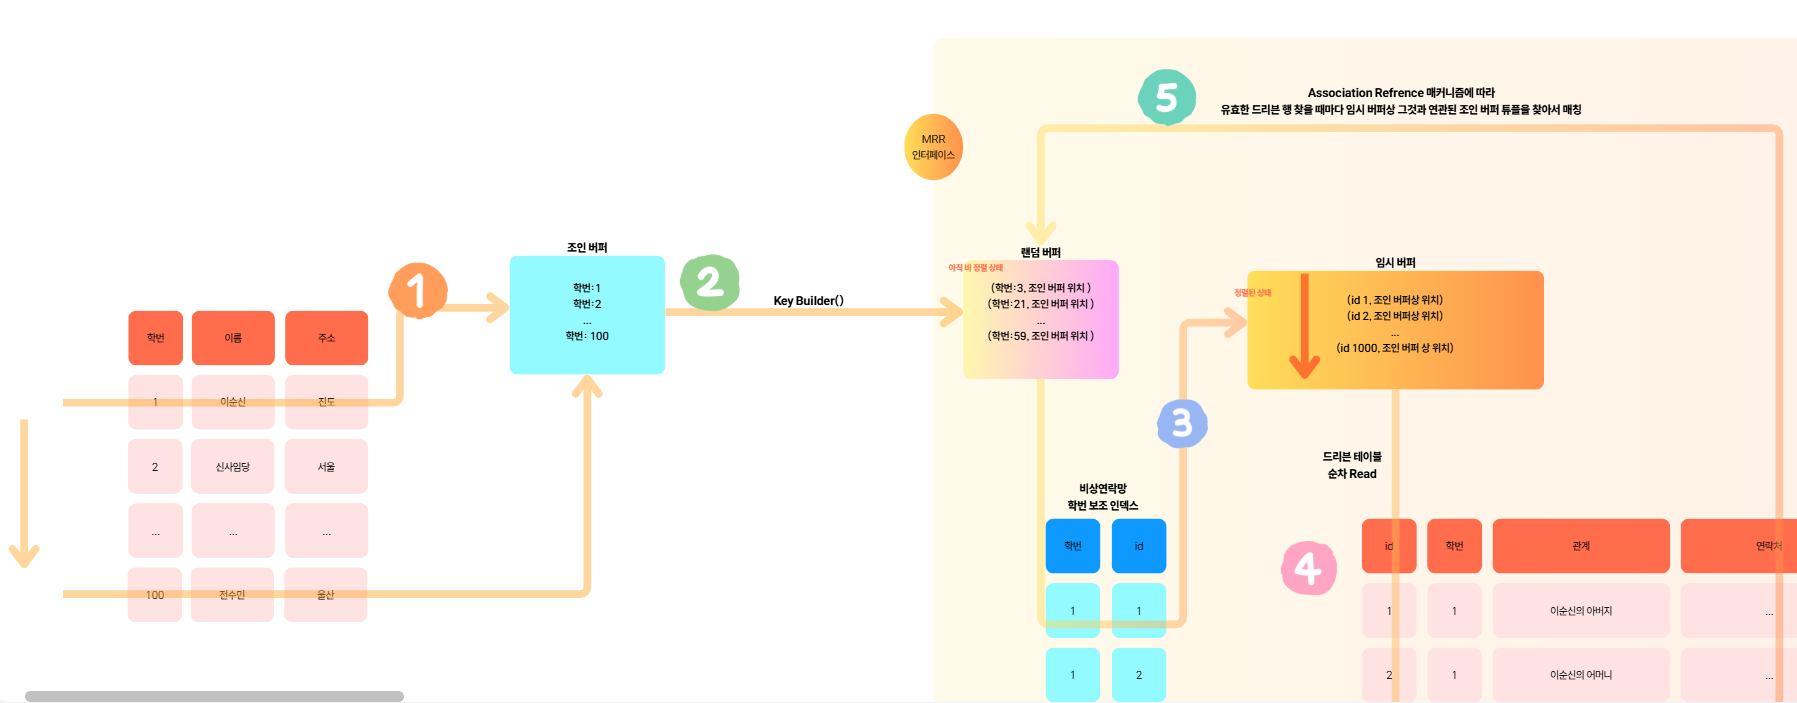 5
Association Refrence 매커니즘에 따라
유효한 드리븐 행 찾을 때마다 임시 버퍼상 그것과 연관된 조인 버퍼 튜플을 찾아서 매칭
MRR
인터페이스
조인 버퍼
학번:1
학번:2
...
학번: 100
1
2
Key Builder()
랜덤 버퍼
아직 비 정렬 상태
(학번:3, 조인 버퍼 위치 )
(학번:21, 조인 버퍼 위치 )
...
(학번:59, 조인 버퍼 위치 )
임시 버퍼
정렬된 상태
(id 1, 조인 버퍼상 위치)
(id 2, 조인 버퍼상 위치)
...
(id 1000, 조인 버퍼 상 위치)
학번 이름 주소
1 이순신 진도
2 신사임당 서울
... ... ...
100 전수민 울산
3
드리븐 테이블
순차 Read
비상연락망
학번 보조 인덱스
학번 id
1 1
1 2
4
id 학번 관계 연락처
1 1 이순신의 아버지 ...
2 1 이순신의 어머니 ...